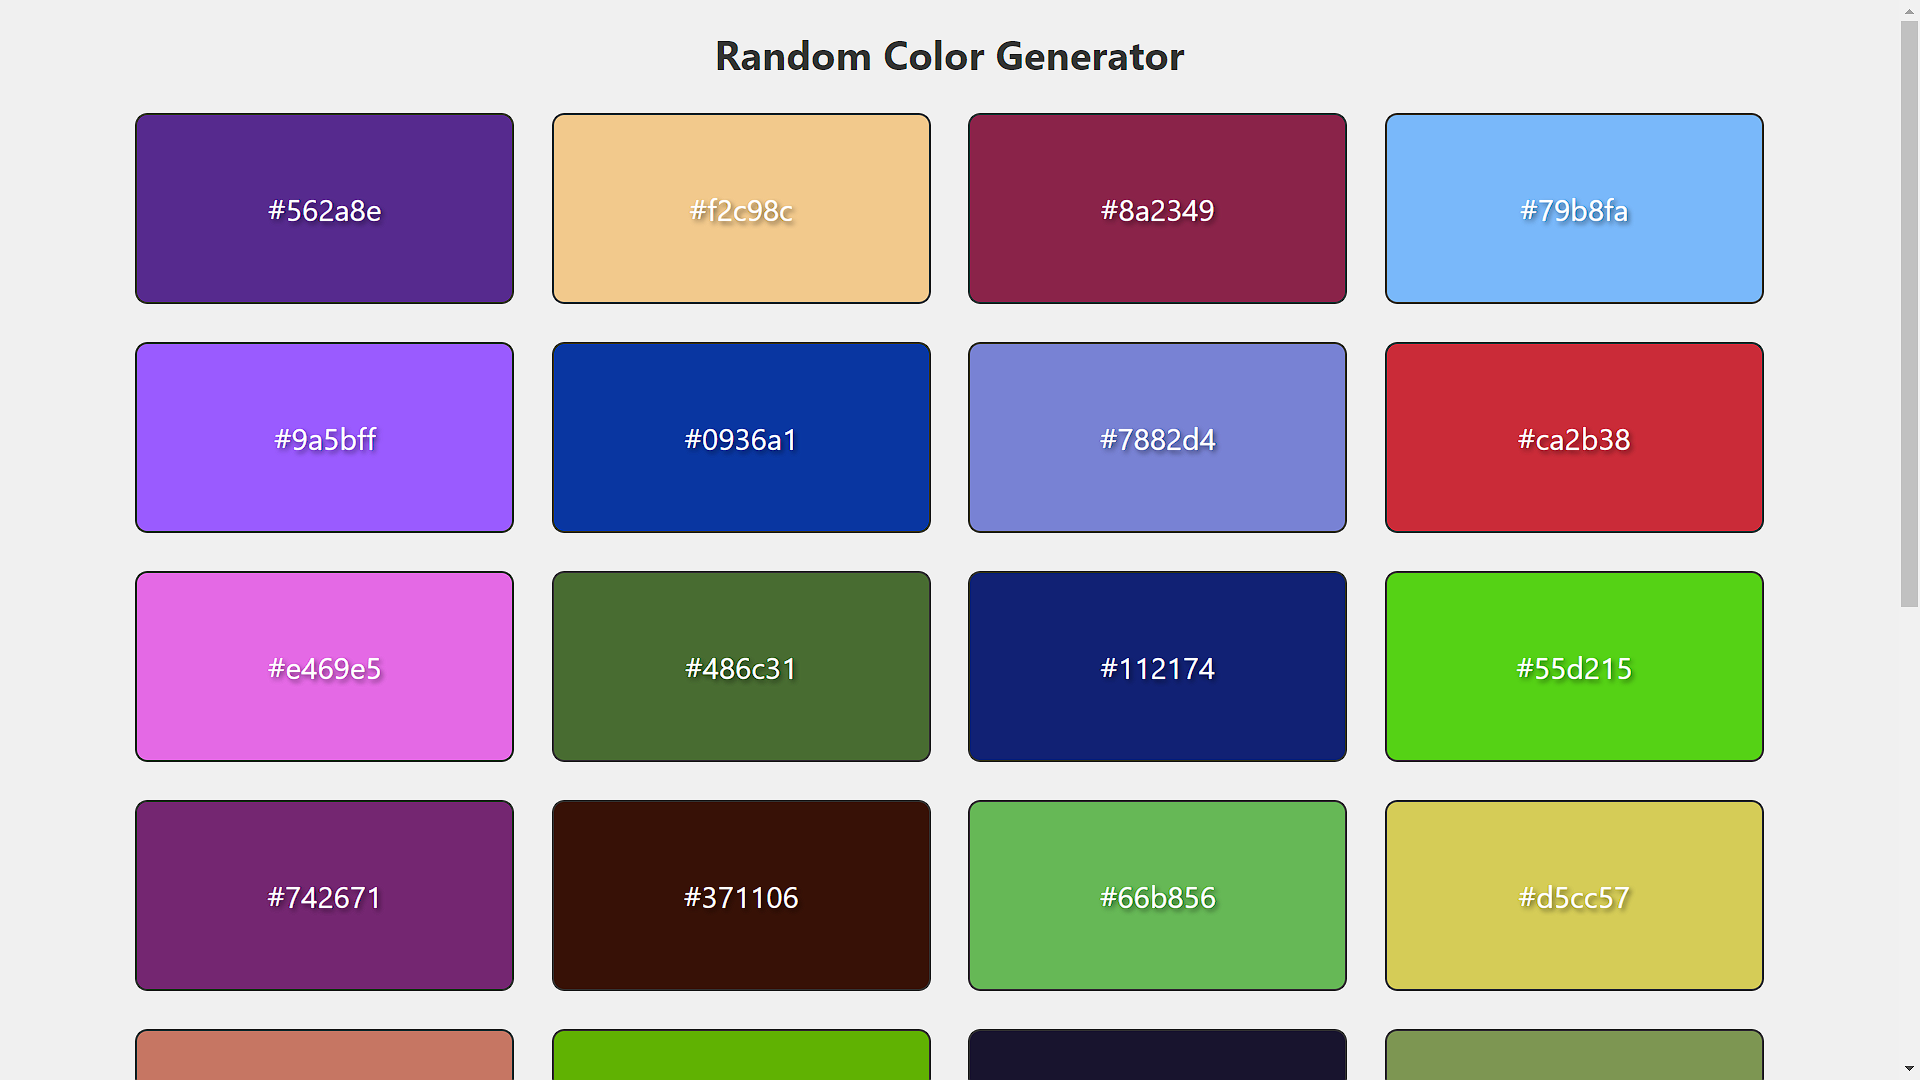 Random Color Generator
#562a8e
#f2c98c
#8a2349
#79b8fa
#9a5bff
#0936a1
#7882d4
#ca2b38
#e469e5
#486c31
#112174
#55d215
#742671
#371106
#66b856
#d5cc57